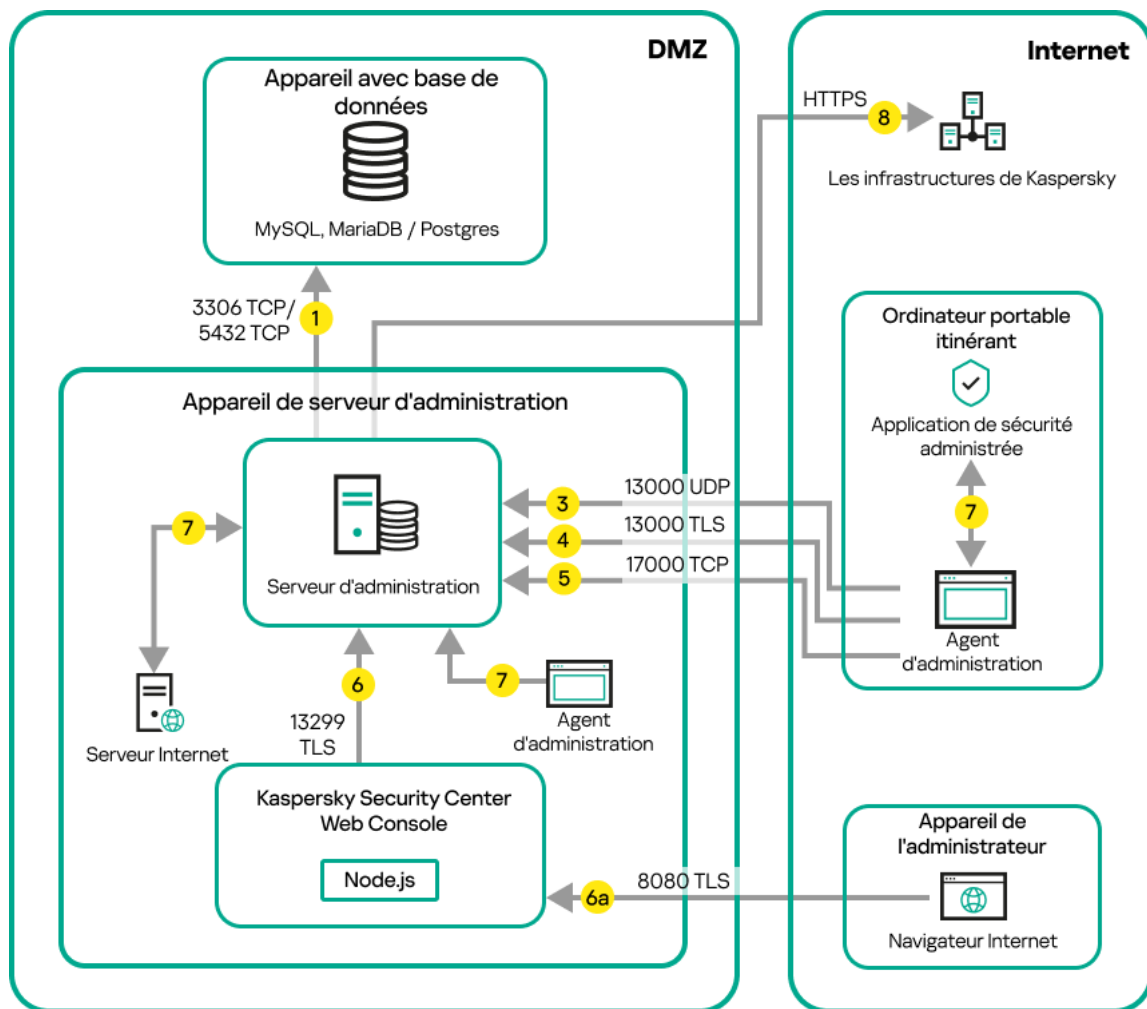 DMZ
Appareil avec base de
données
MySQL, MariaDB / Postgres
3306 TCP/
5432 TCP
1
Appareil de serveur d'administration
Serveur d'administration
7
Serveur Internet
6
13299
TLS
7
Agent
d'administration
Kaspersky Security Center
Web Console
Node.js
3
13000 UDP
4
13000 TLS
5
17000 TCP
6a
8080 TLS
Internet
HTTPS
8
Les infrastructures de Kaspersky
Ordinateur portable
itinérant
Application de sécurité
administrée
7
Agent
d'administration
Appareil de
l'administrateur
Navigateur Internet